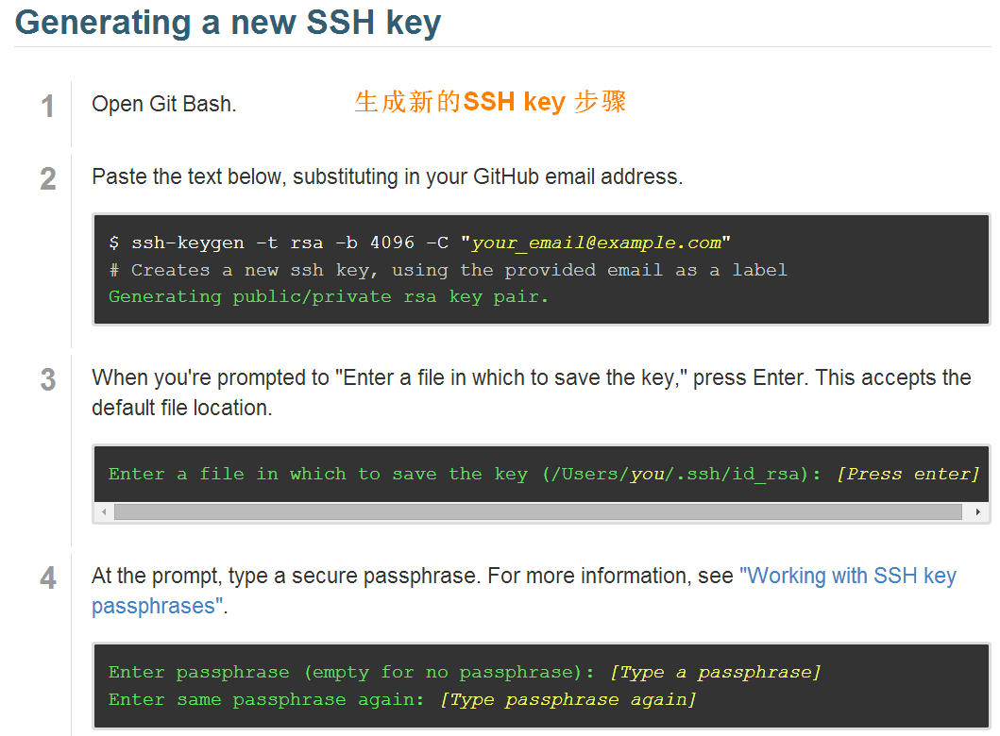 Generating a new SSH key
1 Open Git Bash. 生成新的SSH key 步骤
2 Paste the text below, substituting in your GitHub email address.
$ ssh-keygen -t rsa -b 4096 -C "your_email@example.com"
# Creates a new ssh key, using the provided email as a label
Generating public/private rsa key pair.
3 When you're prompted to "Enter a file in which to save the key," press Enter. This accepts the
default file location.
Enter a file in which to save the key (/Users/you/.ssh/id_rsa): [Press enter]
4 At the prompt, type a secure passphrase. For more information, see "Working with SSH key
passphrases".
Enter passphrase (empty for no passphrase): [Type a passphrase]
Enter same passphrase again: [Type passphrase again]